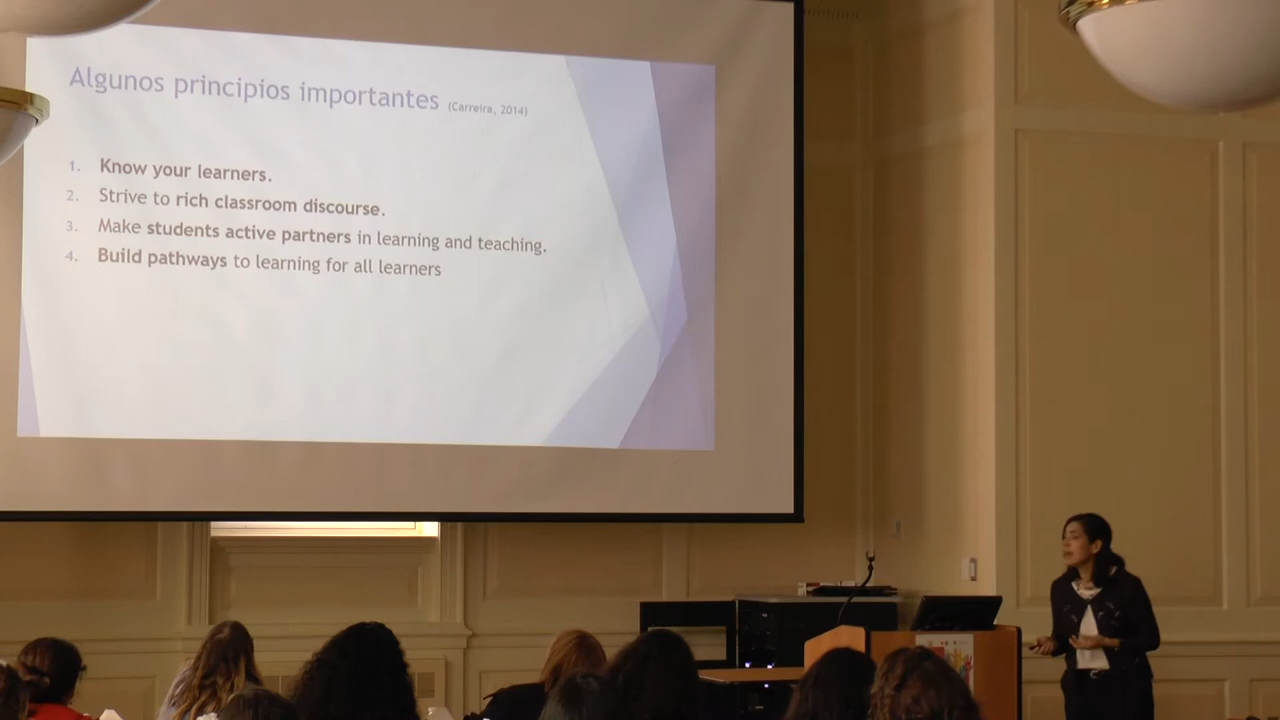 Algunos principios importantes (Carreira, 2014)
1. Know your learners.
2. Strive to rich classroom discourse.
3. Make students active partners in learning and teaching.
4. Build pathways to learning for all learners